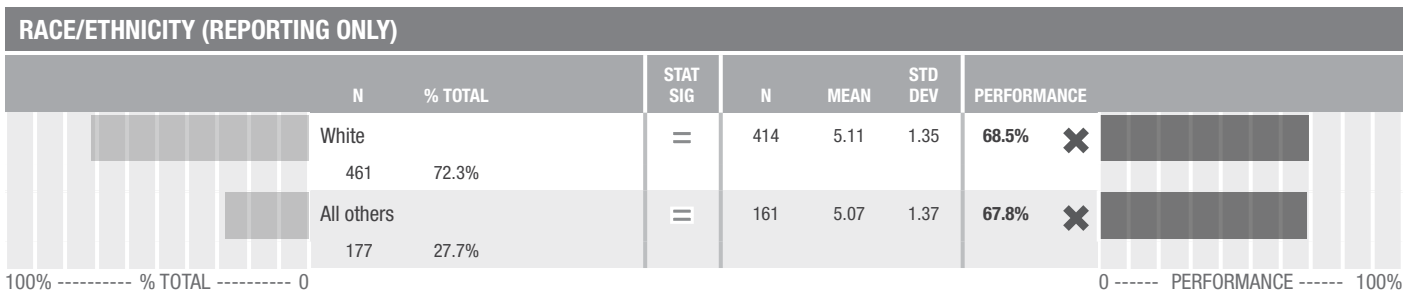 RACE/ETHNICITY (REPORTING ONLY)
N % TOTAL STAT SIG N MEAN STD DEV PERFORMANCE
White = 414 5.11 1.35 68.5% ✖
461 72.3%
All others = 161 5.07 1.37 67.8% ✖
177 27.7%
100% ---------- % TOTAL ---------- 0 0 ------ PERFORMANCE ------ 100%